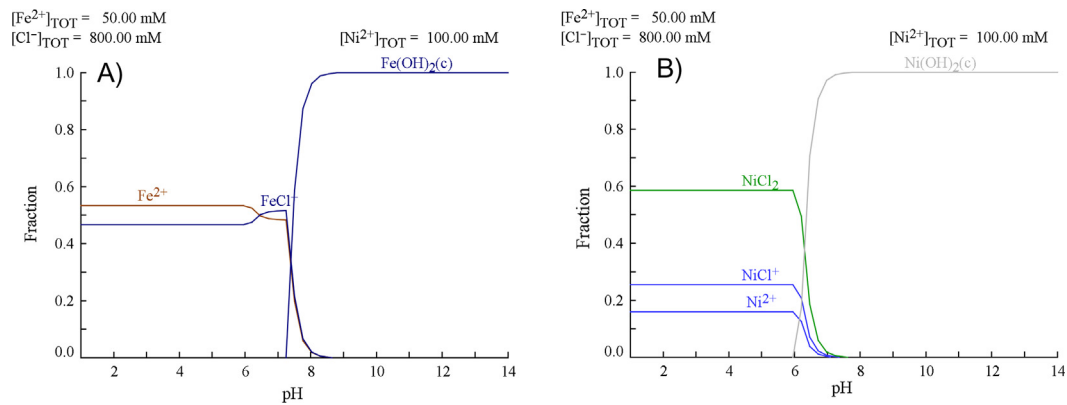 [Fe²⁺]TOT = 50.00 mM
[Cl⁻]TOT = 800.00 mM
[Ni²⁺]TOT = 100.00 mM
A)
Fe(OH)₂(c)
Fe²⁺
FeCl⁺
Fraction
1.0
0.8
0.6
0.4
0.2
0.0
2 4 6 8 10 12 14
pH
[Fe²⁺]TOT = 50.00 mM
[Cl⁻]TOT = 800.00 mM
[Ni²⁺]TOT = 100.00 mM
B)
Ni(OH)₂(c)
NiCl₂
NiCl⁺
Ni²⁺
Fraction
1.0
0.8
0.6
0.4
0.2
0.0
2 4 6 8 10 12 14
pH